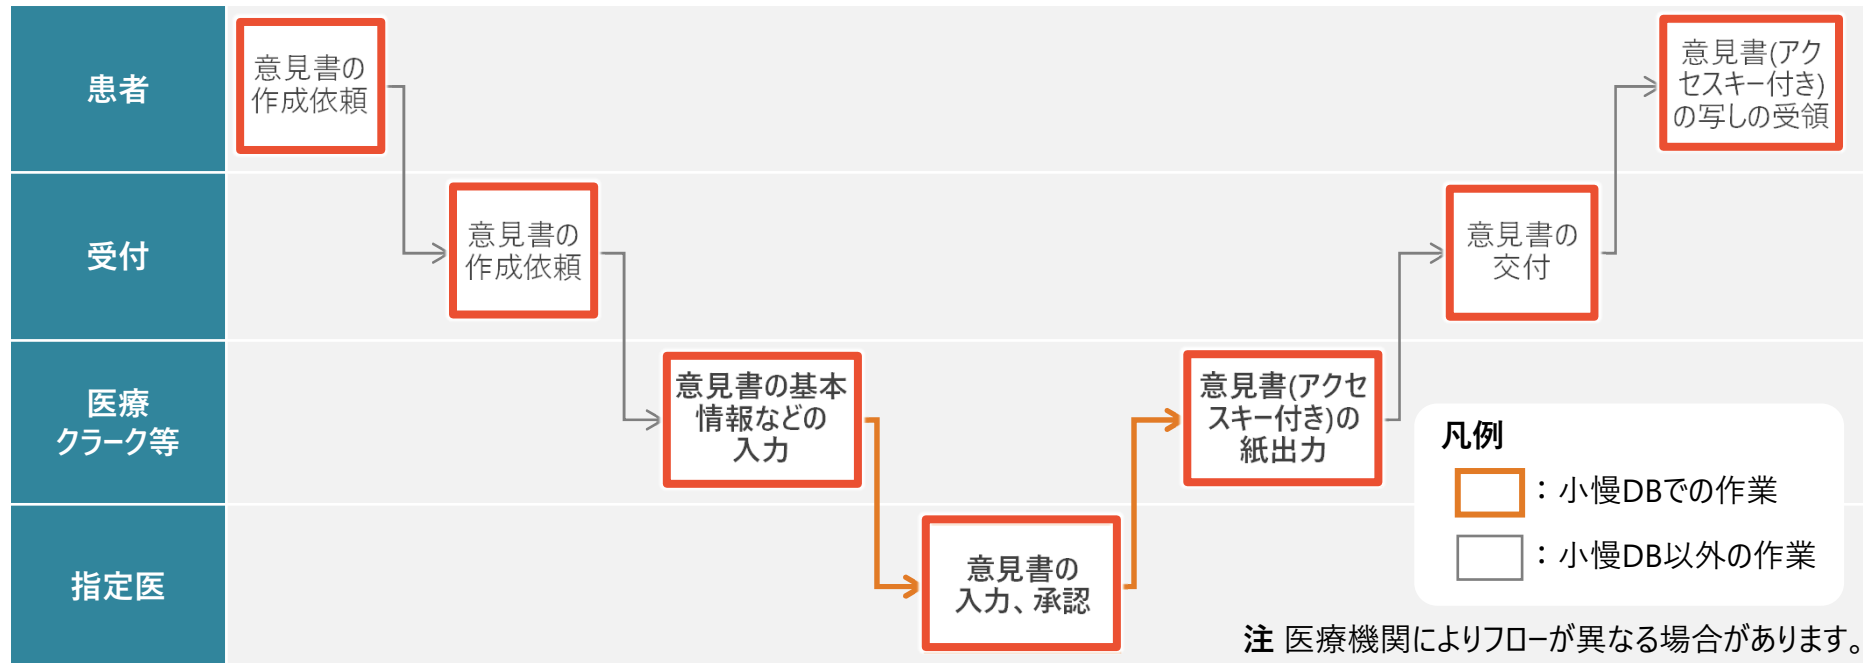 患者
意見書の
作成依頼
意見書(アク
セスキー付き)
の写しの受領
受付
意見書の
作成依頼
意見書の
交付
医療
クラーク等
意見書の基本
情報などの
入力
意見書(アクセ
スキー付き)の
紙出力
指定医
意見書の
入力、承認
凡例
：小慢DBでの作業
：小慢DB以外の作業
注 医療機関によりフローが異なる場合があります。